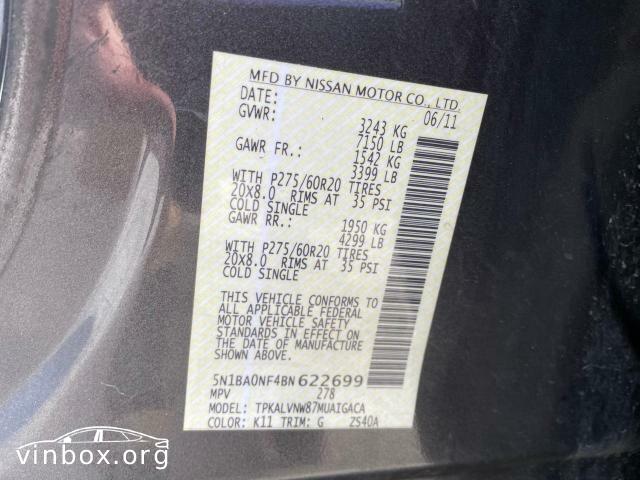 MFD BY NISSAN MOTOR CO., LTD.
DATE: 06/11
GVWR: 3243 KG
7150 LB
GAWR FR.: 1542 KG
3399 LB
WITH P275/60R20 TIRES
20X8.0 RIMS AT 35 PSI
COLD SINGLE
GAWR RR.: 1950 KG
4299 LB
WITH P275/60R20 TIRES
20X8.0 RIMS AT 35 PSI
COLD SINGLE
THIS VEHICLE CONFORMS TO
ALL APPLICABLE FEDERAL
MOTOR VEHICLE SAFETY
STANDARDS IN EFFECT ON
THE DATE OF MANUFACTURE
SHOWN ABOVE.
5N1BA0NF4BN622699
MPV 278
MODEL: TPKALVNW87MUAIGACA
COLOR: K11 TRIM: G ZS40A
vinbox.org